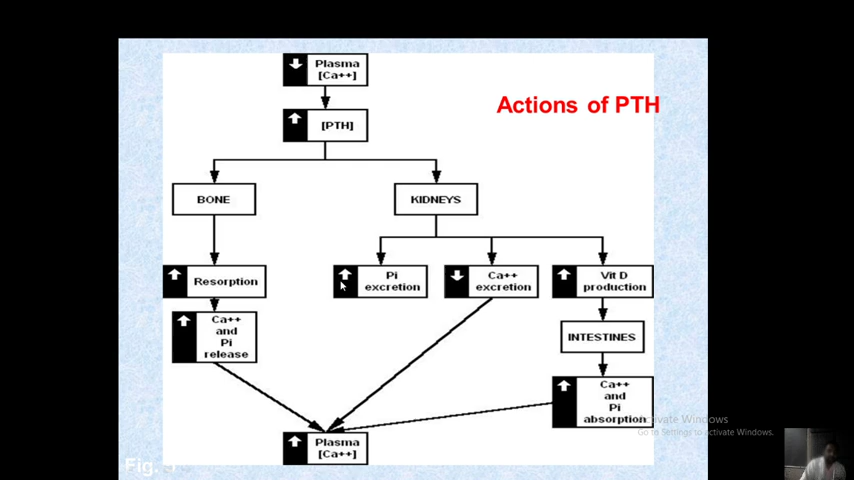 Plasma
[Ca++]
Actions of PTH
[PTH]
BONE
KIDNEYS
Resorption
Pi
excretion
Ca++
excretion
Vit D
production
Ca++
and
Pi
release
INTESTINES
Ca++
and
Pi
absorption
Activate Windows
Go to Settings to activate Windows.
Plasma
[Ca++]
Fig.